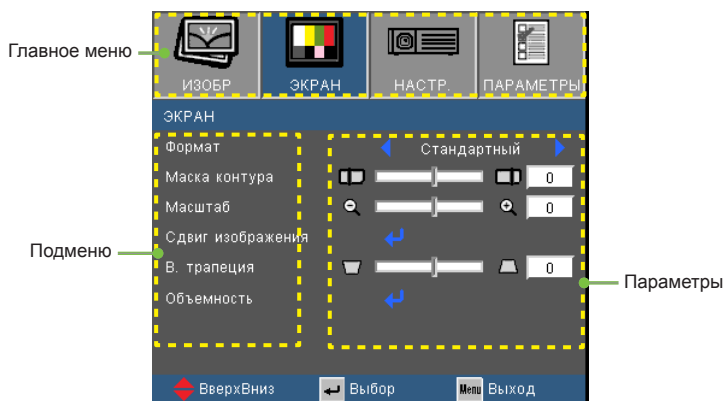 Главное меню
ИЗОБР ЭКРАН НАСТР. ПАРАМЕТРЫ
ЭКРАН
Формат Стандартный
Маска контура 0
Масштаб 0
Сдвиг изображения
Подменю
В. трапеция 0
Параметры
Объемность
ВверхВниз Выбор Menu Выход